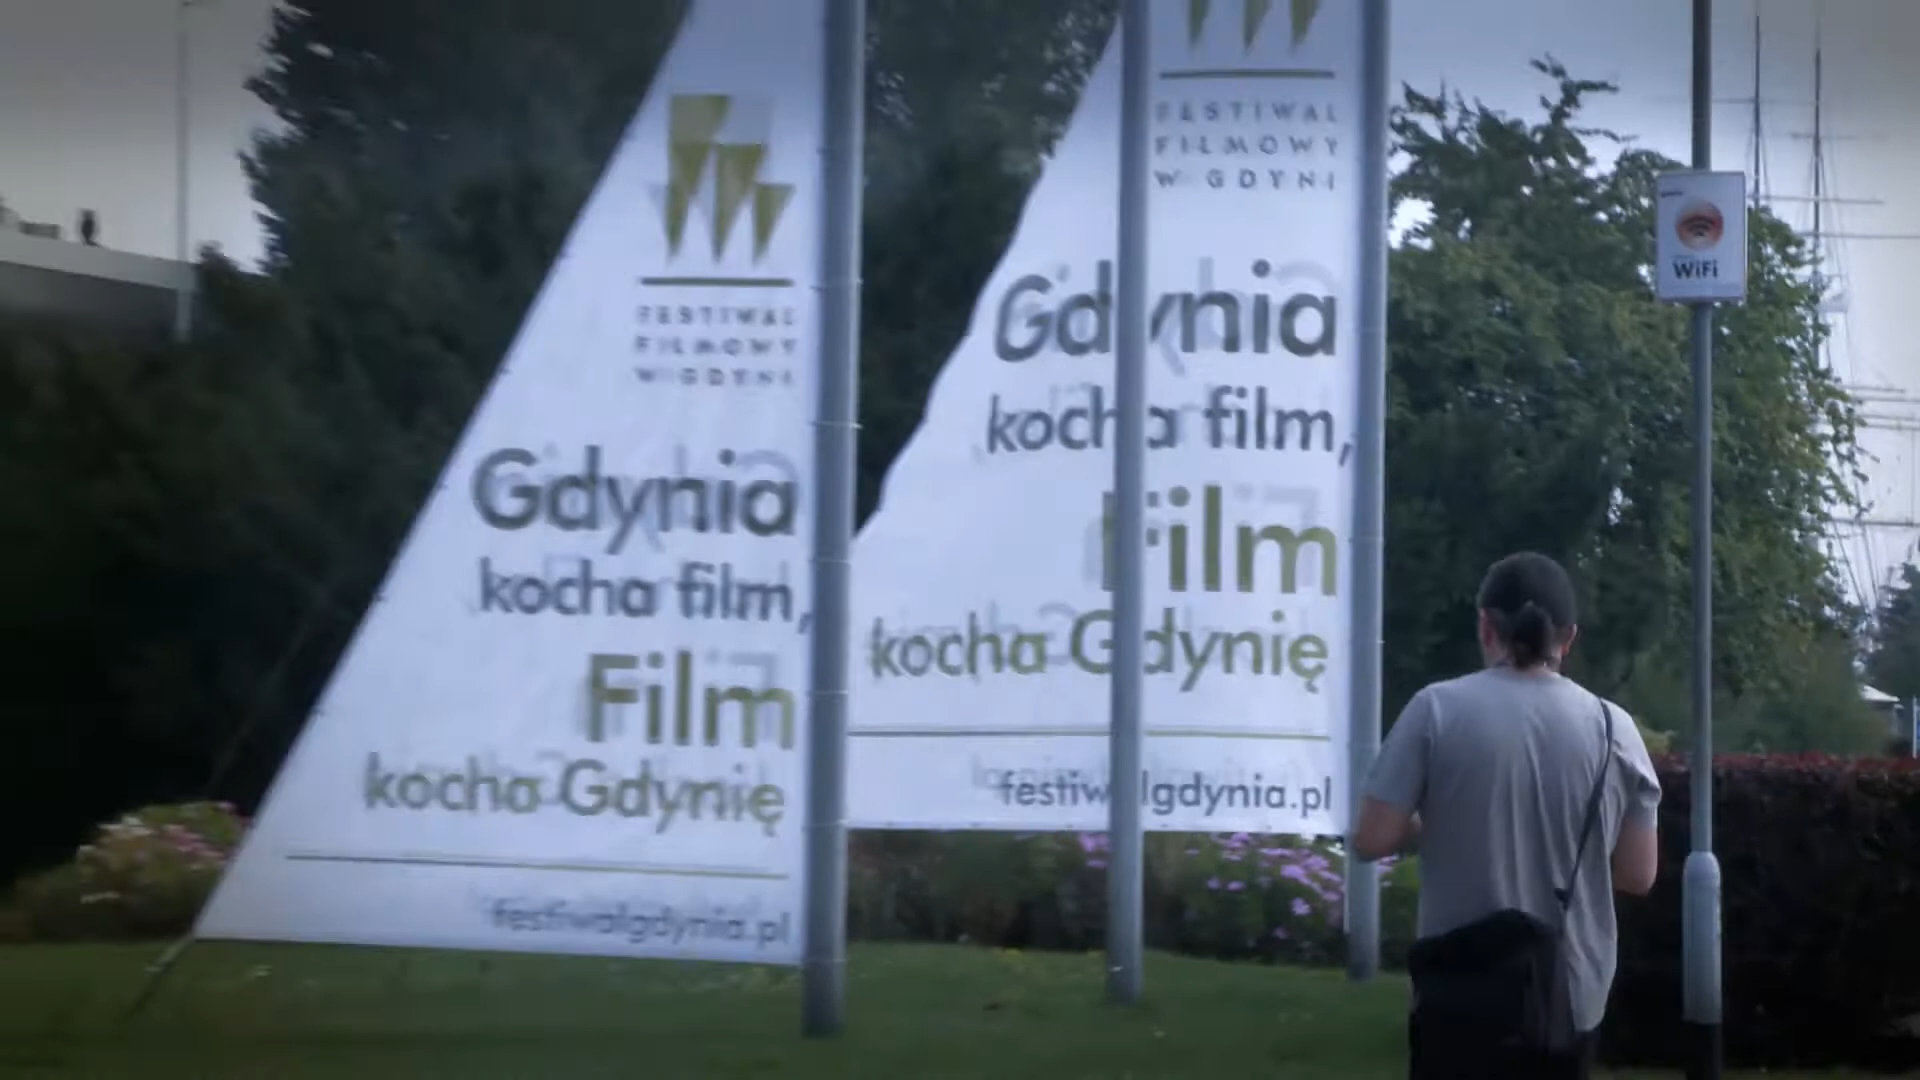 FESTIWAL
FILMOWY
W GDYNI
Gdynia
kocha film,
Film
kocha Gdynię
festiwalgdynia.pl
FESTIWAL
FILMOWY
W GDYNI
Gdynia
kocha film,
Film
kocha Gdynię
festiwalgdynia.pl
WiFi